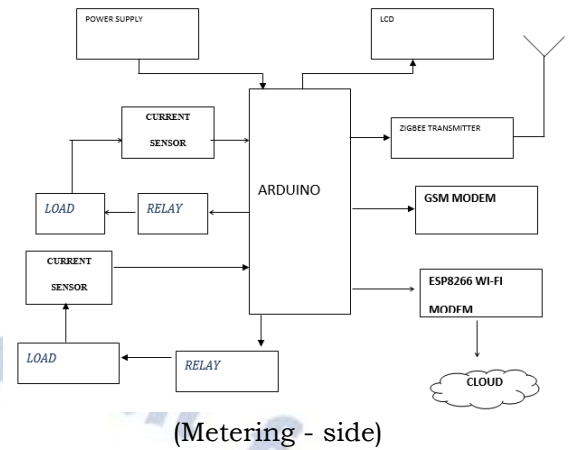 POWER SUPPLY
LCD
CURRENT
SENSOR
ZIGBEE TRANSMITTER
ARDUINO
GSM MODEM
LOAD
RELAY
CURRENT
SENSOR
ESP8266 WI-FI
MODEM
LOAD
RELAY
CLOUD
(Metering - side)